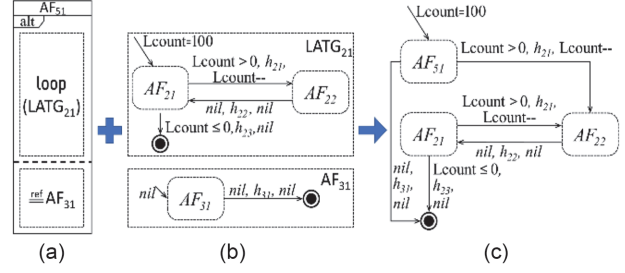 AF51
alt
loop
(LATG21)
ref AF31
(a)
Lcount=100
LATG21
Lcount > 0, h21,
Lcount--
AF21
AF22
nil, h22, nil
Lcount ≤ 0,h23,nil
AF31
nil
nil, h31, nil
AF31
(b)
Lcount=100
Lcount > 0, h21, Lcount--
AF51
Lcount > 0, h21,
Lcount--
AF21
AF22
nil, h22, nil
nil,
h31,
nil
Lcount ≤ 0,
h23,
nil
(c)